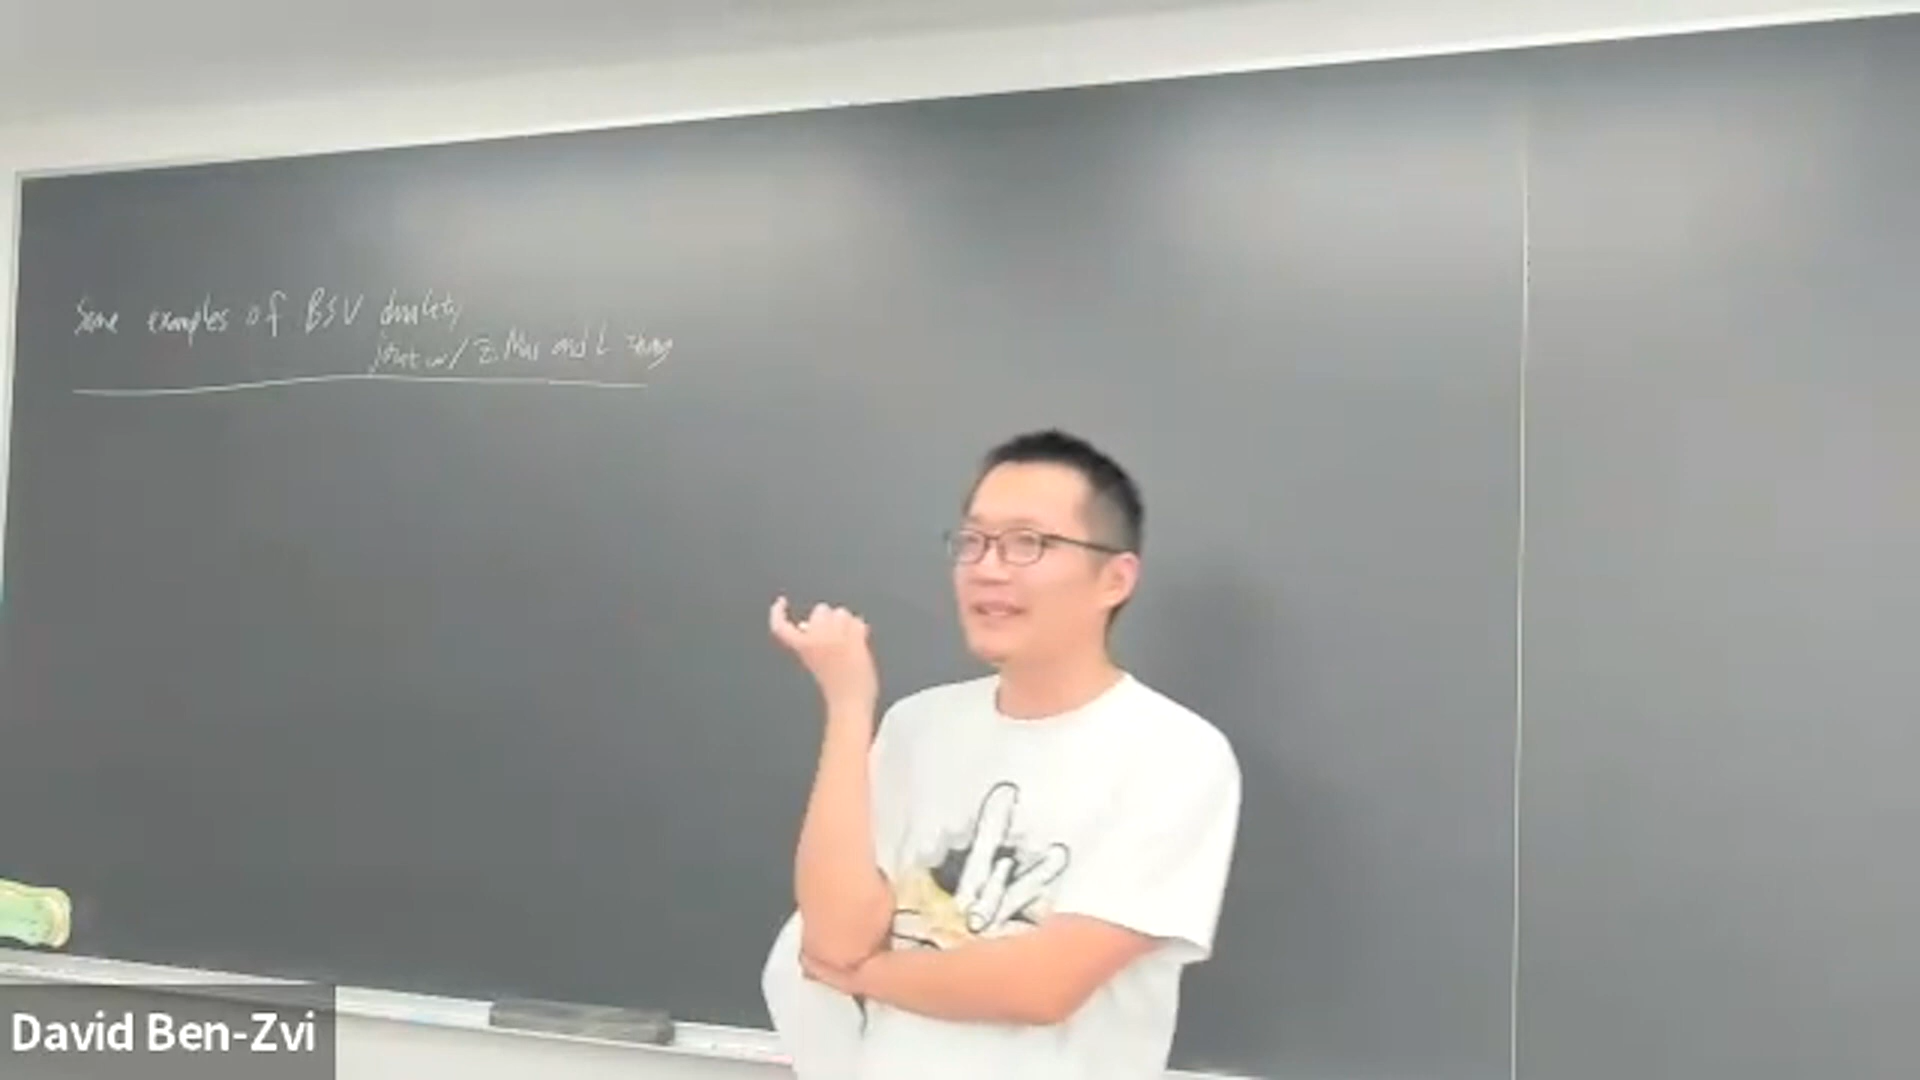 Some examples of BSV duality
joint w/ Z. Mao and L Zhang
David Ben-Zvi